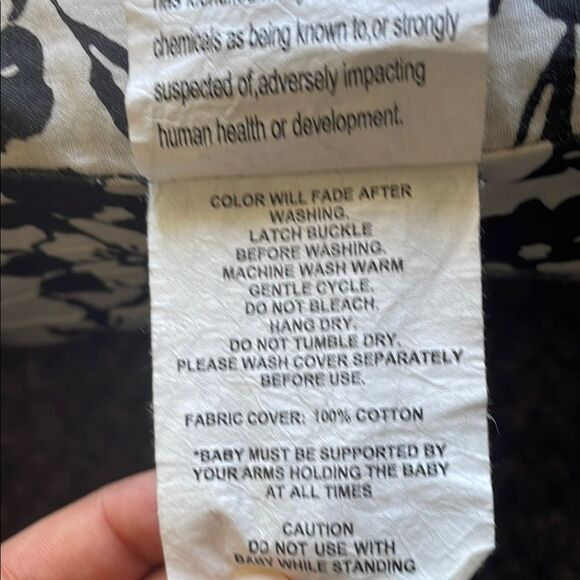 chemicals as being known to,or strongly
suspected of,adversely impacting
human health or development.
COLOR WILL FADE AFTER
WASHING.
LATCH BUCKLE
BEFORE WASHING.
MACHINE WASH WARM
GENTLE CYCLE.
DO NOT BLEACH.
HANG DRY.
DO NOT TUMBLE DRY.
PLEASE WASH COVER SEPARATELY
BEFORE USE.
FABRIC COVER: 100% COTTON
*BABY MUST BE SUPPORTED BY
YOUR ARMS HOLDING THE BABY
AT ALL TIMES
CAUTION
DO NOT USE WITH
BABY WHILE STANDING